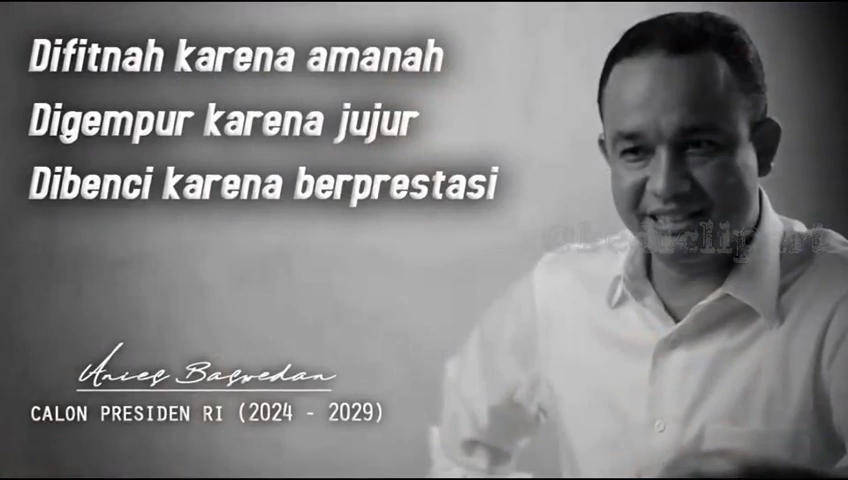 Difitnah karena amanah
Digempur karena jujur
Dibenci karena berprestasi
Anies Baswedan
CALON PRESIDEN RI (2024 - 2029)